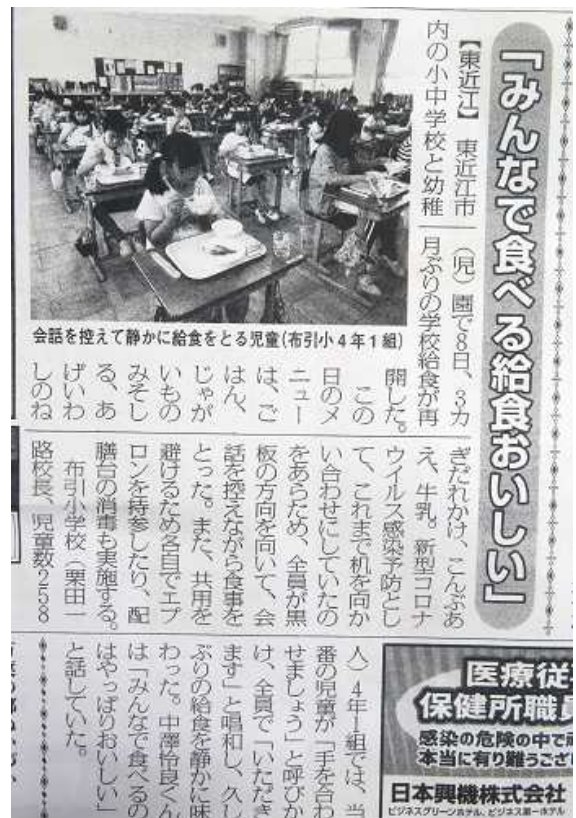 「みんなで食べる給食おいしい」
【東近江】 東近江市
内の小中学校と幼稚
(児)園で8日、3カ
月ぶりの学校給食が再
開した。
この
日のメ
ニュー
は、ご
はん、
じゃが
いもの
みそし
る、あ
げいわ
しのね
ぎだれかけ、こんぶあ
え、牛乳。新型コロナ
ウイルス感染予防とし
て、これまで机を向か
い合わせにしていたの
をあらため、全員が黒
板の方向を向いて、会
話を控えながら食事を
とった。また、共用を
避けるため各自でエプ
ロンを持参したり、配
膳台の消毒も実施する。
布引小学校(栗田一
路校長、児童数258
人)4年1組では、当
番の児童が「手を合わ
せましょう」と呼びか
け、全員で「いただき
ます」と唱和し、久し
ぶりの給食を静かに味
わった。中澤怜良くん
は「みんなで食べるの
はやっぱりおいしい」
と話していた。
会話を控えて静かに給食をとる児童(布引小4年1組)
医療従
保健所職員
感染の危険の中で
本当に有り難うござ
日本興機株式会社
ビジネスグリーンホテル、ビジネス第一ホテル